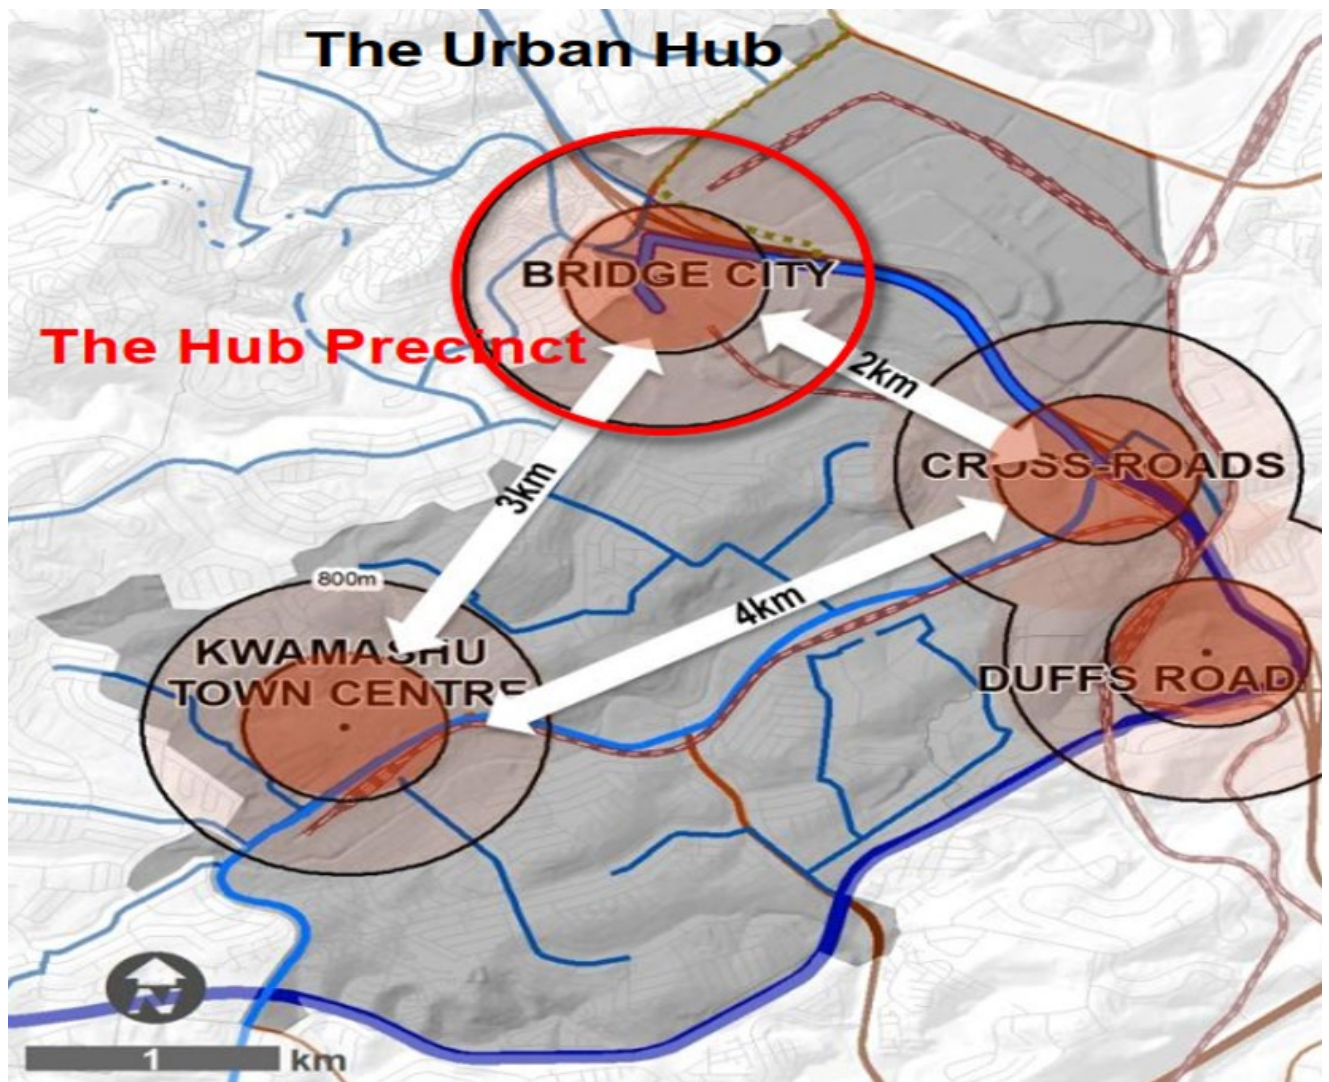 The Urban Hub
BRIDGE CITY
The Hub Precinct
2km
CROSS-ROADS
3km
800m
4km
KWAMASHU
TOWN CENTRE
DUFFS ROAD
N
1 km